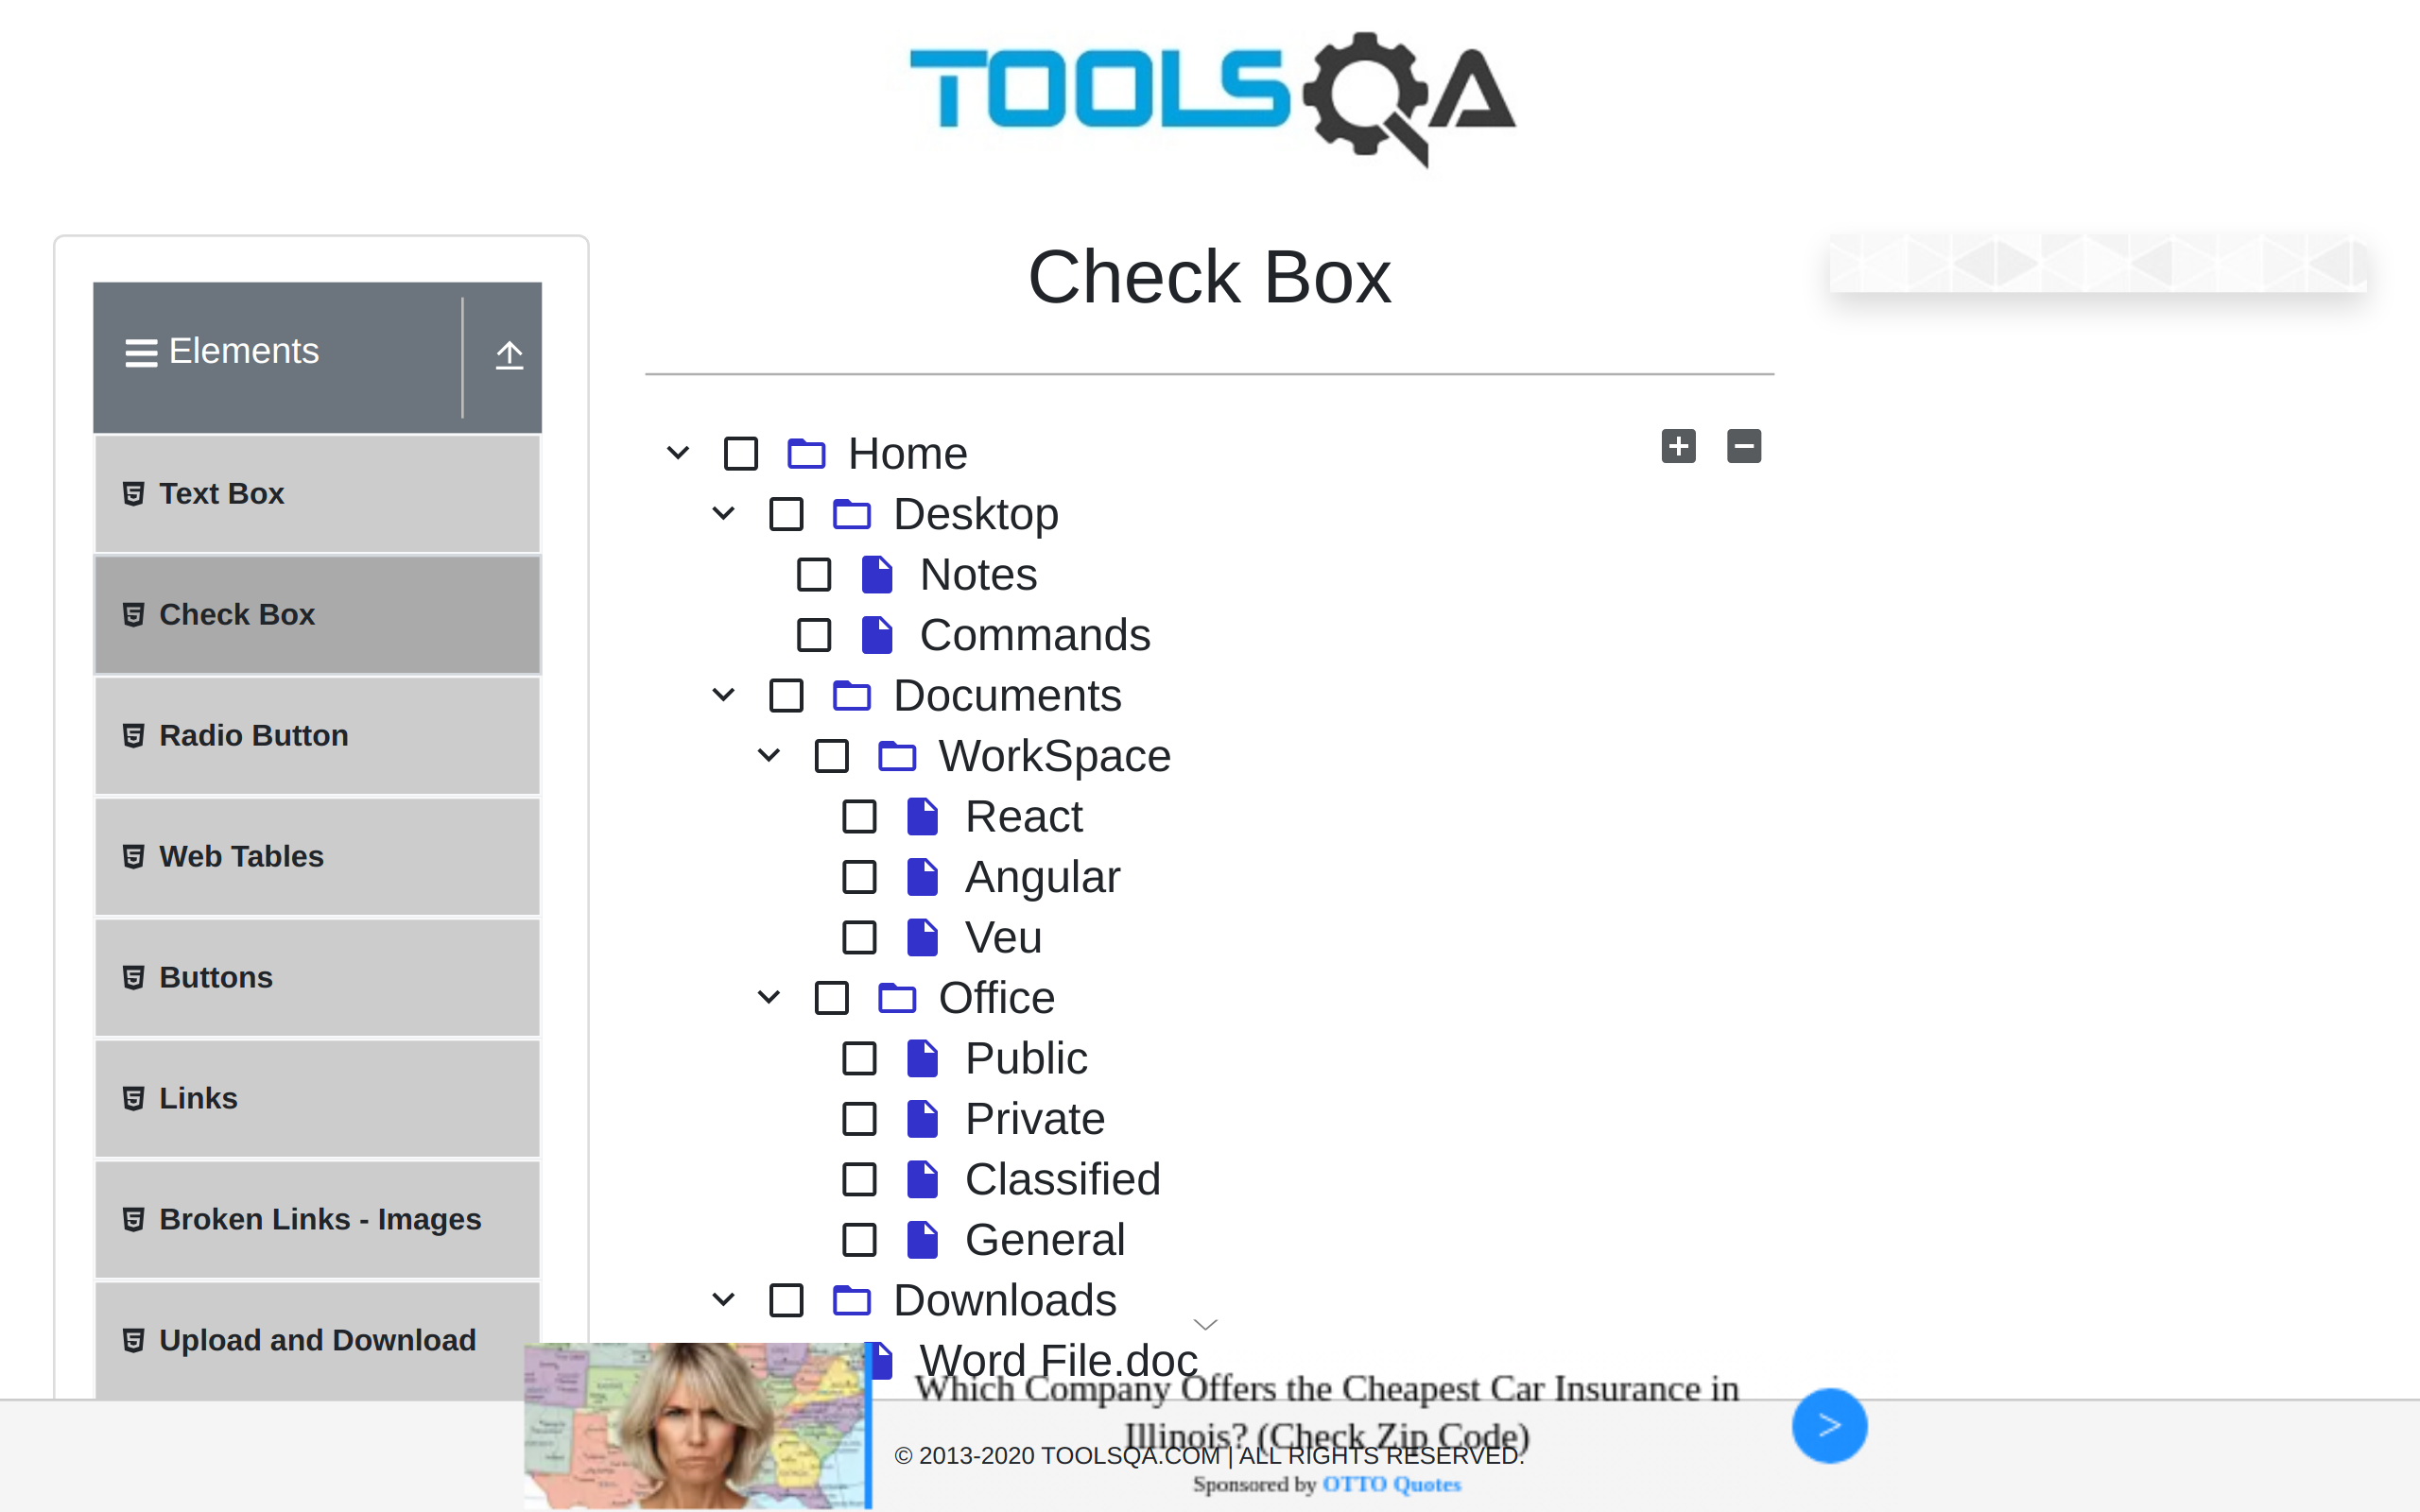 TOOLSQA
Check Box
Elements
Text Box
Check Box
Radio Button
Web Tables
Buttons
Links
Broken Links - Images
Upload and Download
Home
Desktop
Notes
Commands
Documents
WorkSpace
React
Angular
Veu
Office
Public
Private
Classified
General
Downloads
Word File.doc
Which Company Offers the Cheapest Car Insurance in
Illinois? (Check Zip Code)
© 2013-2020 TOOLSQA.COM | ALL RIGHTS RESERVED.
Sponsored by OTTO Quotes